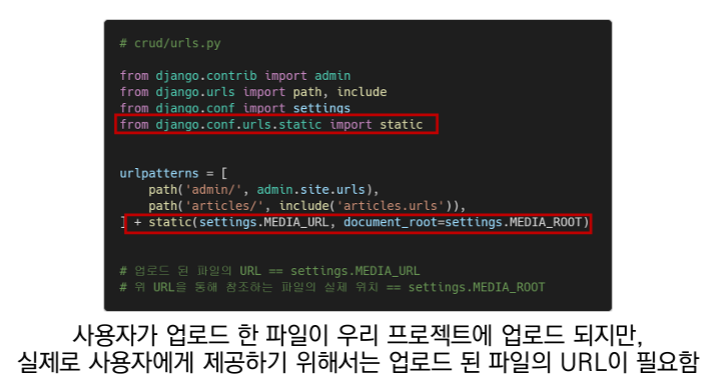 # crud/urls.py
from django.contrib import admin
from django.urls import path, include
from django.conf import settings
from django.conf.urls.static import static
urlpatterns = [
    path('admin/', admin.site.urls),
    path('articles/', include('articles.urls')),
] + static(settings.MEDIA_URL, document_root=settings.MEDIA_ROOT)
# 업로드 된 파일의 URL == settings.MEDIA_URL
# 위 URL을 통해 참조하는 파일의 실제 위치 == settings.MEDIA_ROOT
사용자가 업로드 한 파일이 우리 프로젝트에 업로드 되지만,
실제로 사용자에게 제공하기 위해서는 업로드 된 파일의 URL이 필요함